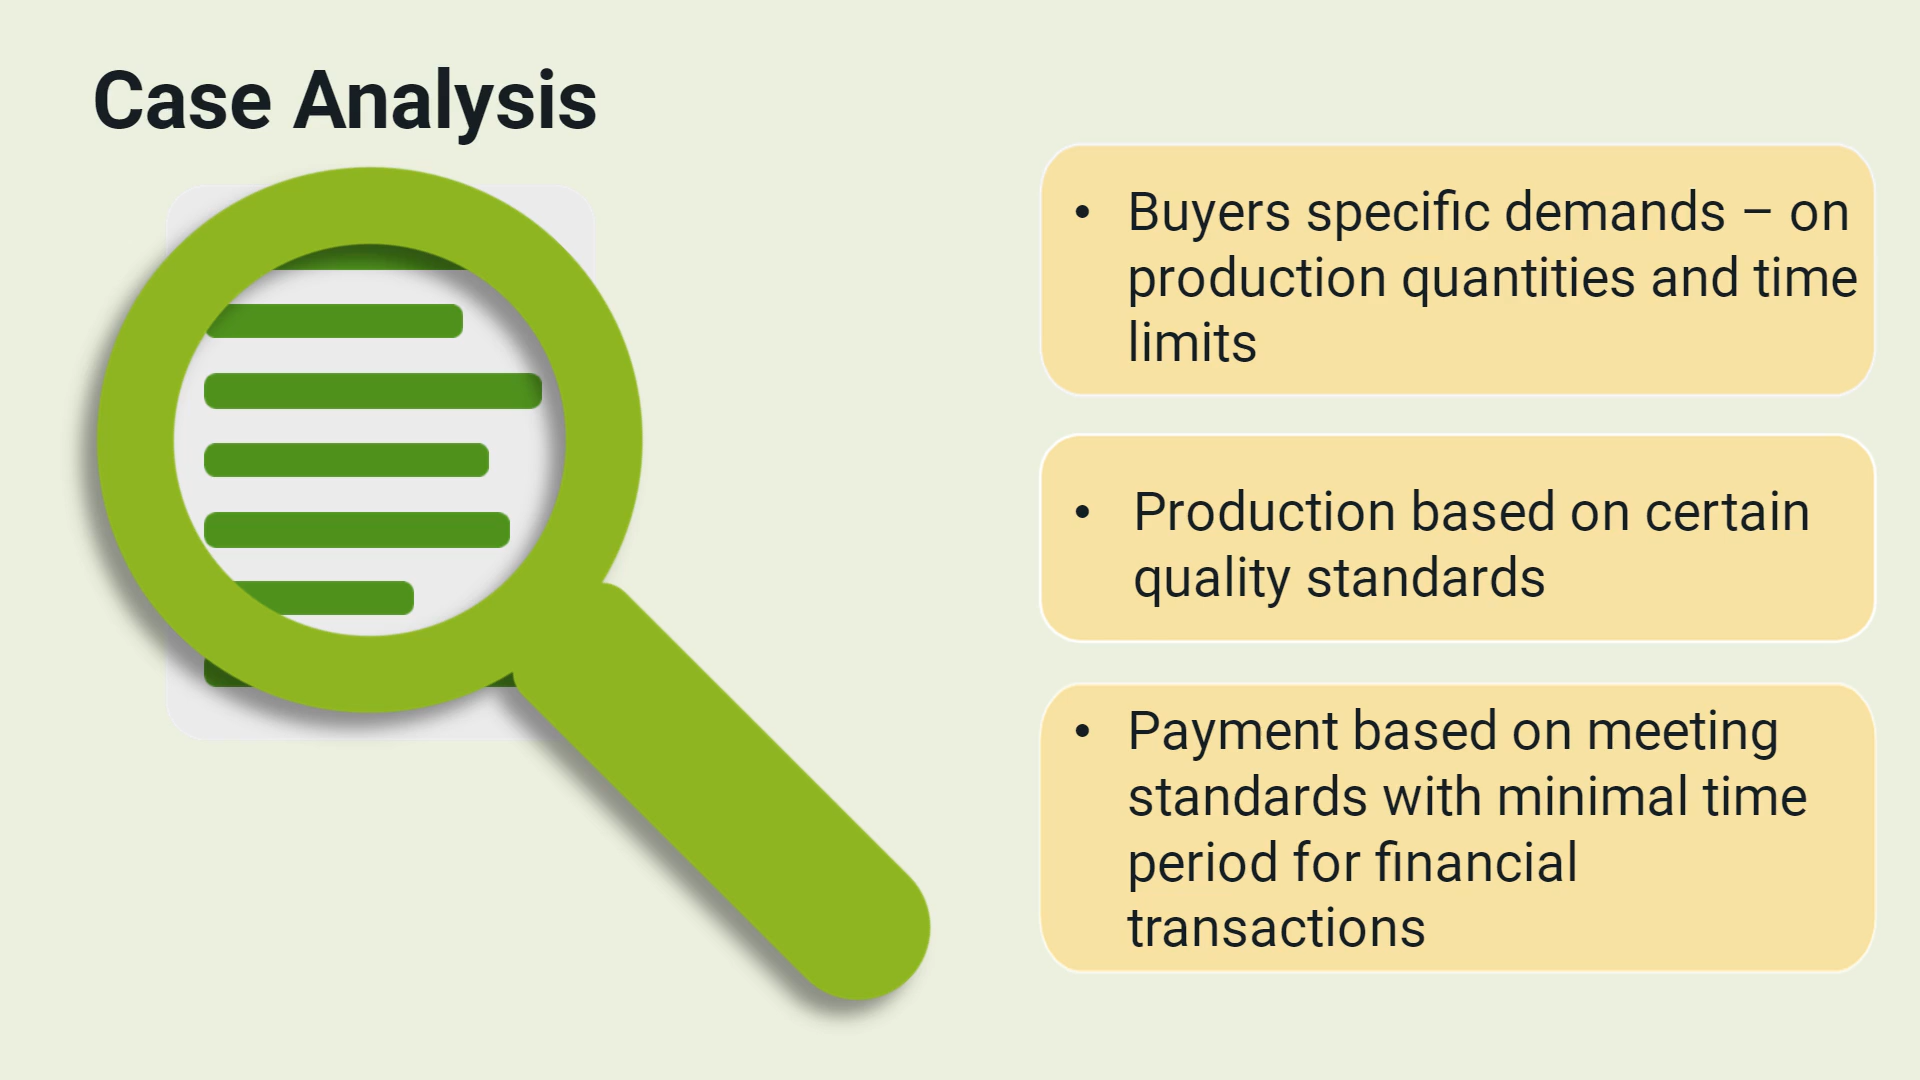 Case Analysis
• Buyers specific demands – on
production quantities and time
limits
• Production based on certain
quality standards
• Payment based on meeting
standards with minimal time
period for financial
transactions